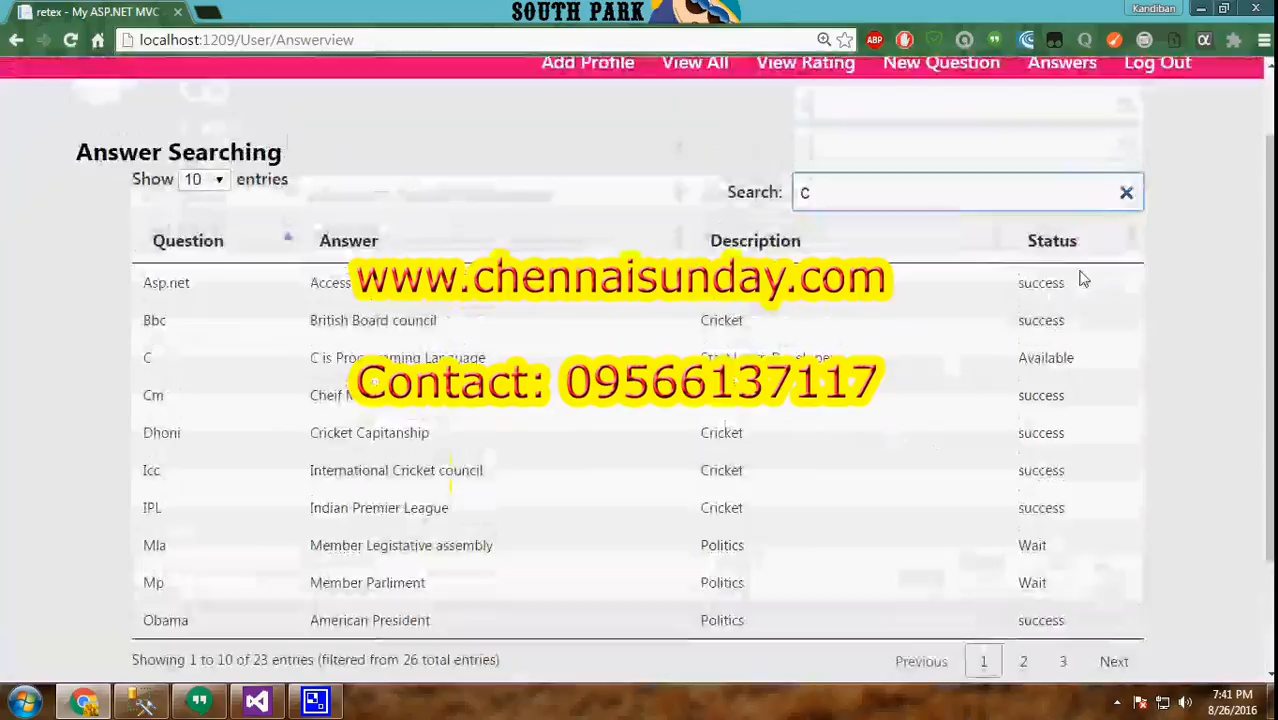 retex - My ASP.NET MVC
SOUTH PARK
Kandiban
localhost:1209/User/Answerview
ABP
Add Profile View All View Rating New Question Answers Log Out
Answer Searching
Show 10 entries
Search: C
Question Answer Description Status
Asp.net Access success
www.chennaisunday.com
Bbc British Board council Cricket success
C C is Programming Language Available
Contact: 09566137117
Cm Cheif success
Dhoni Cricket Capitanship Cricket success
Icc International Cricket council Cricket success
IPL Indian Premier League Cricket success
Mla Member Legislative assembly Politics Wait
Mp Member Parliment Politics Wait
Obama American President Politics success
Showing 1 to 10 of 23 entries (filtered from 26 total entries)
Previous 1 2 3 Next
7:41 PM
8/26/2016